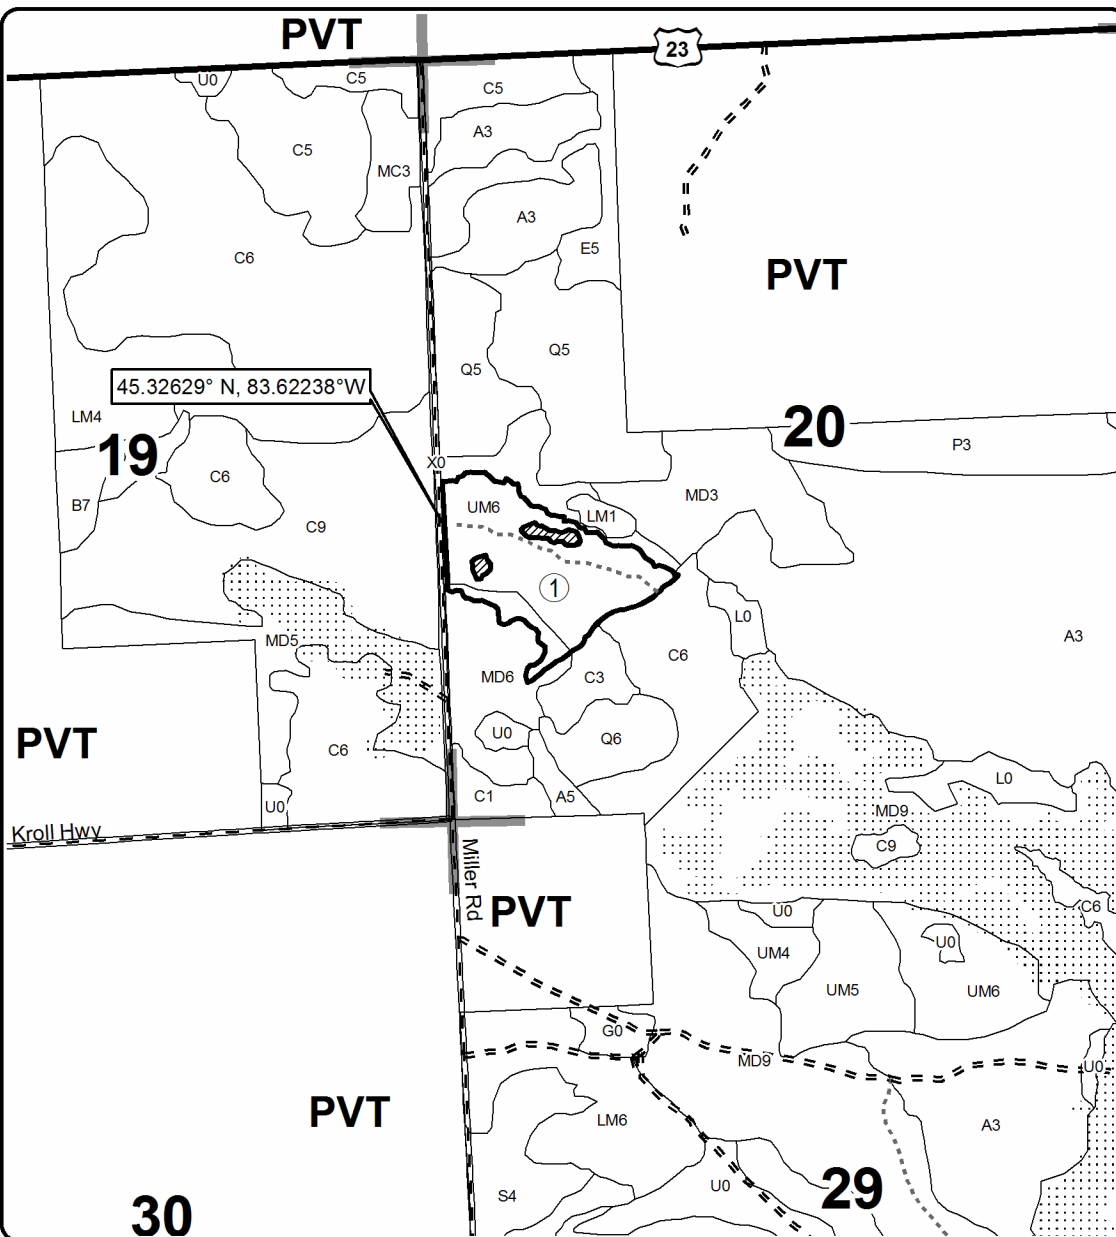 PVT
23
U0
C5
C5
A3
C5
MC3
A3
E5
C6
PVT
Q5
Q5
45.32629° N, 83.62238°W
LM4
20
P3
19
X0
C6
MD3
B7
UM6
LM1
C9
1
L0
MD5
A3
C6
MD6
C3
U0
Q6
PVT
C6
L0
C1
A5
U0
MD9
Kroll Hwy
C9
Miller Rd
PVT
C6
U0
U0
UM4
UM5
UM6
G0
MD9
U0
PVT
LM6
A3
U0
29
S4
30